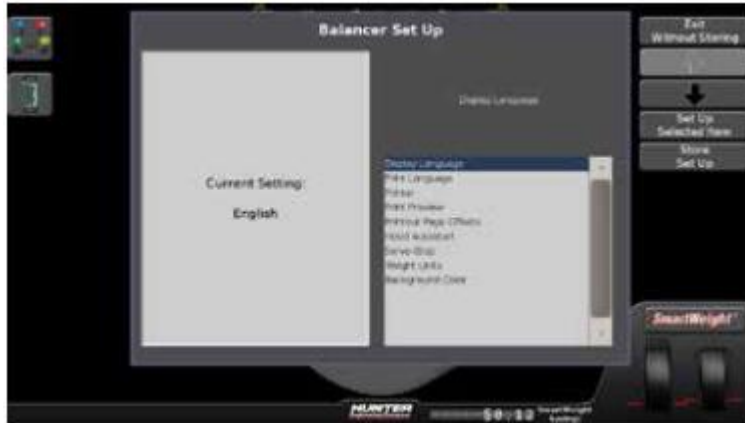 Balancer Set Up
Exit
Without Storing
Display Language
Set Up
Selected Item
Store
Set Up
Current Setting:
English
Display Language
Print Language
Printer
Print Preview
Printout Page Offsets
Hood Autostart
Servo-Stop
Weight Units
Background Color
SmartWeight
HUNTER
SmartWeight